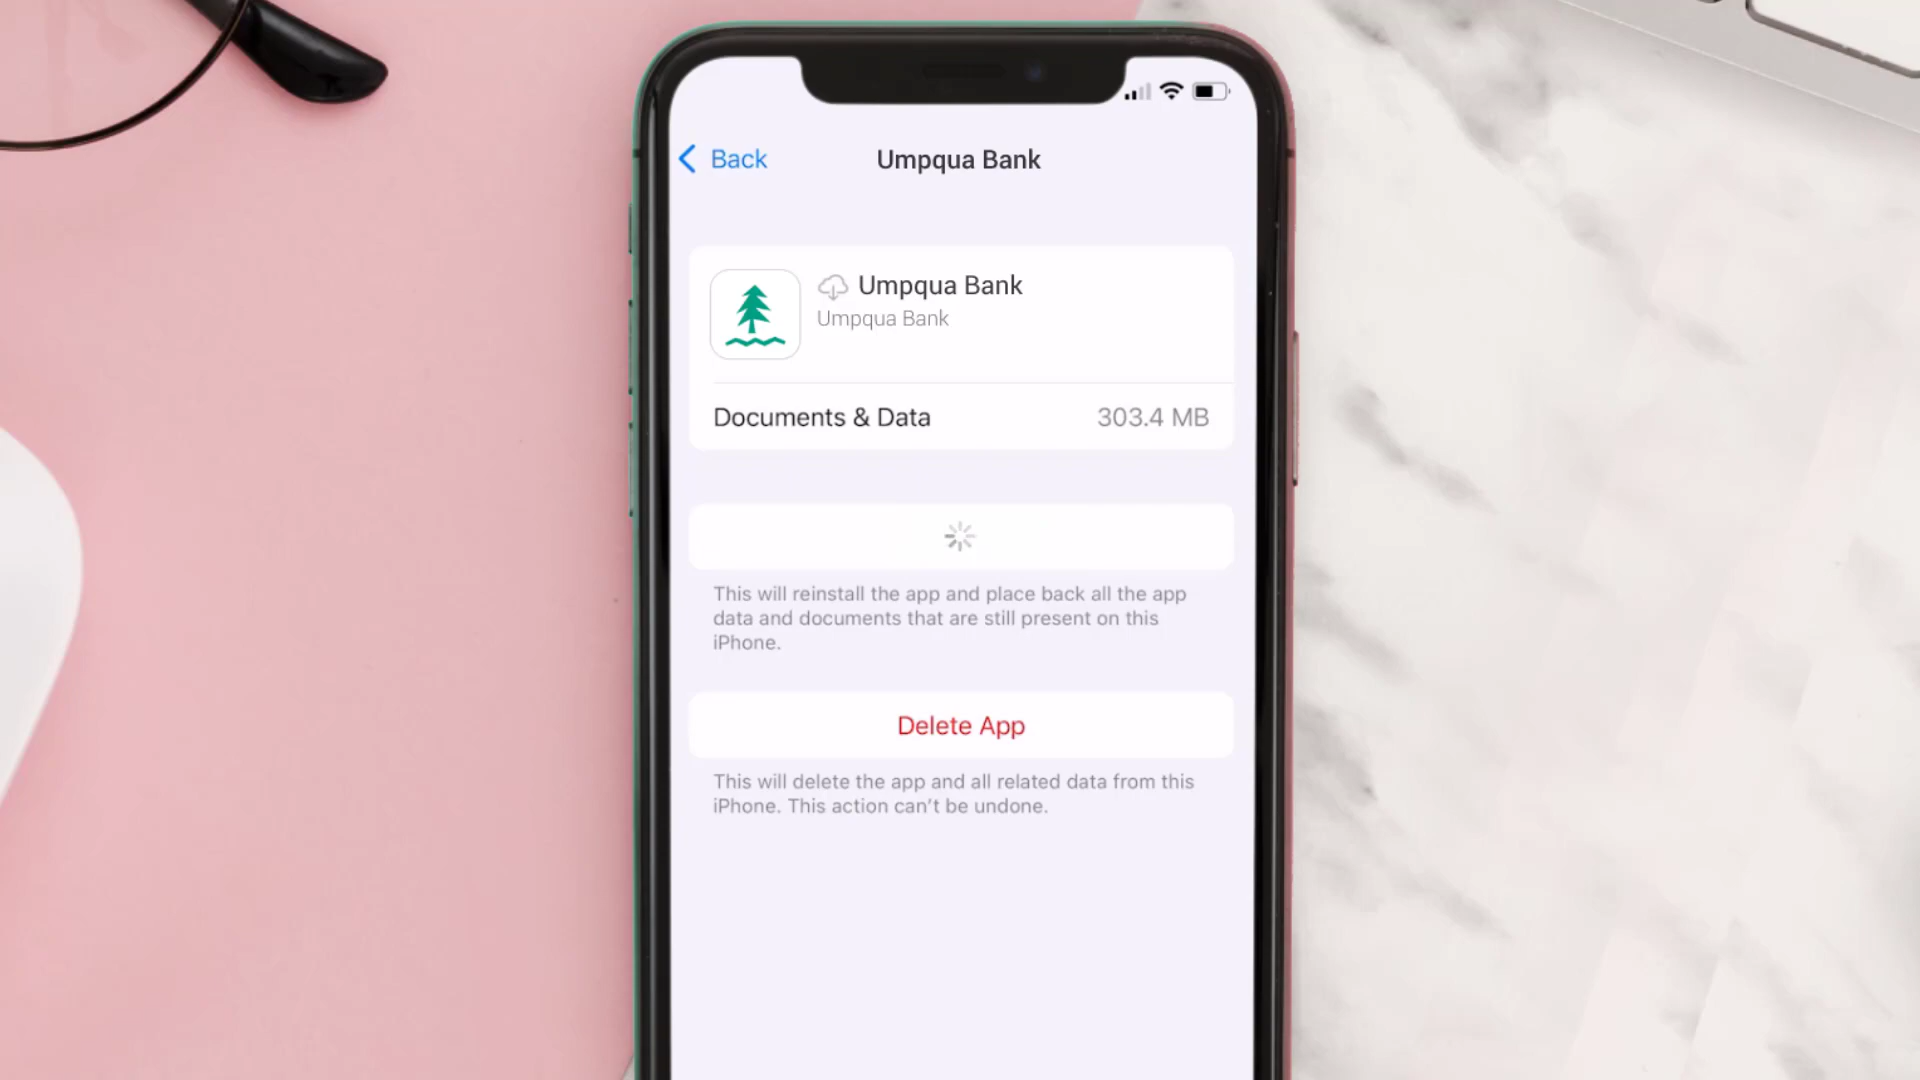 Back
Umpqua Bank
Umpqua Bank
Umpqua Bank
Documents & Data
303.4 MB
This will reinstall the app and place back all the app
data and documents that are still present on this
iPhone.
Delete App
This will delete the app and all related data from this
iPhone. This action can't be undone.